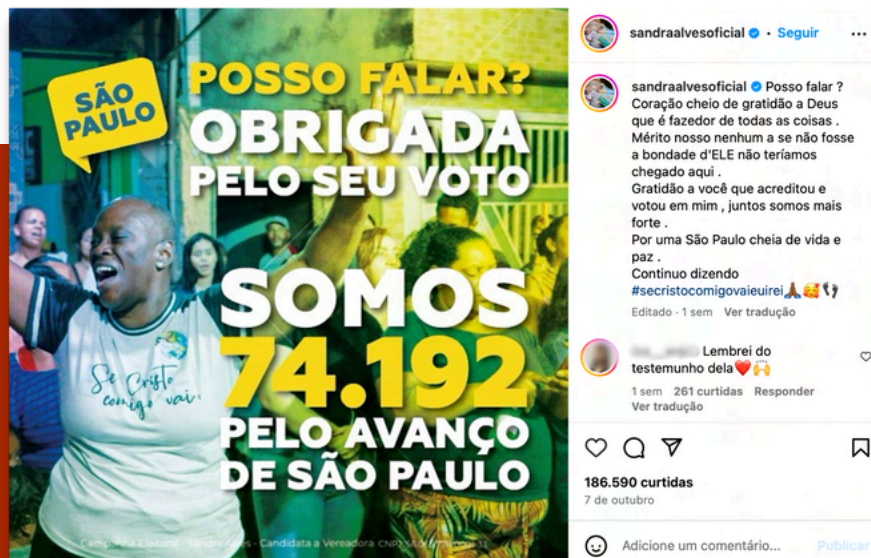 SÃO
PAULO
POSSO FALAR?
OBRIGADA
PELO SEU VOTO
SOMOS
74.192
PELO AVANÇO
DE SÃO PAULO
Se Cristo
comigo vai.
Candidata a Vereadora
sandraalvesoficial • Seguir
sandraalvesoficial Posso falar ?
Coração cheio de gratidão a Deus
que é fazedor de todas as coisas .
Mérito nosso nenhum a se não fosse
a bondade d'ELE não teríamos
chegado aqui .
Gratidão a você que acreditou e
votou em mim , juntos somos mais
forte .
Por uma São Paulo cheia de vida e
paz .
Continuo dizendo
#secristocomigovaieuirei
Editado · 1 sem Ver tradução
Lembrei do
testemunho dela
1 sem 261 curtidas Responder
Ver tradução
186.590 curtidas
7 de outubro
Adicione um comentário... Publicar